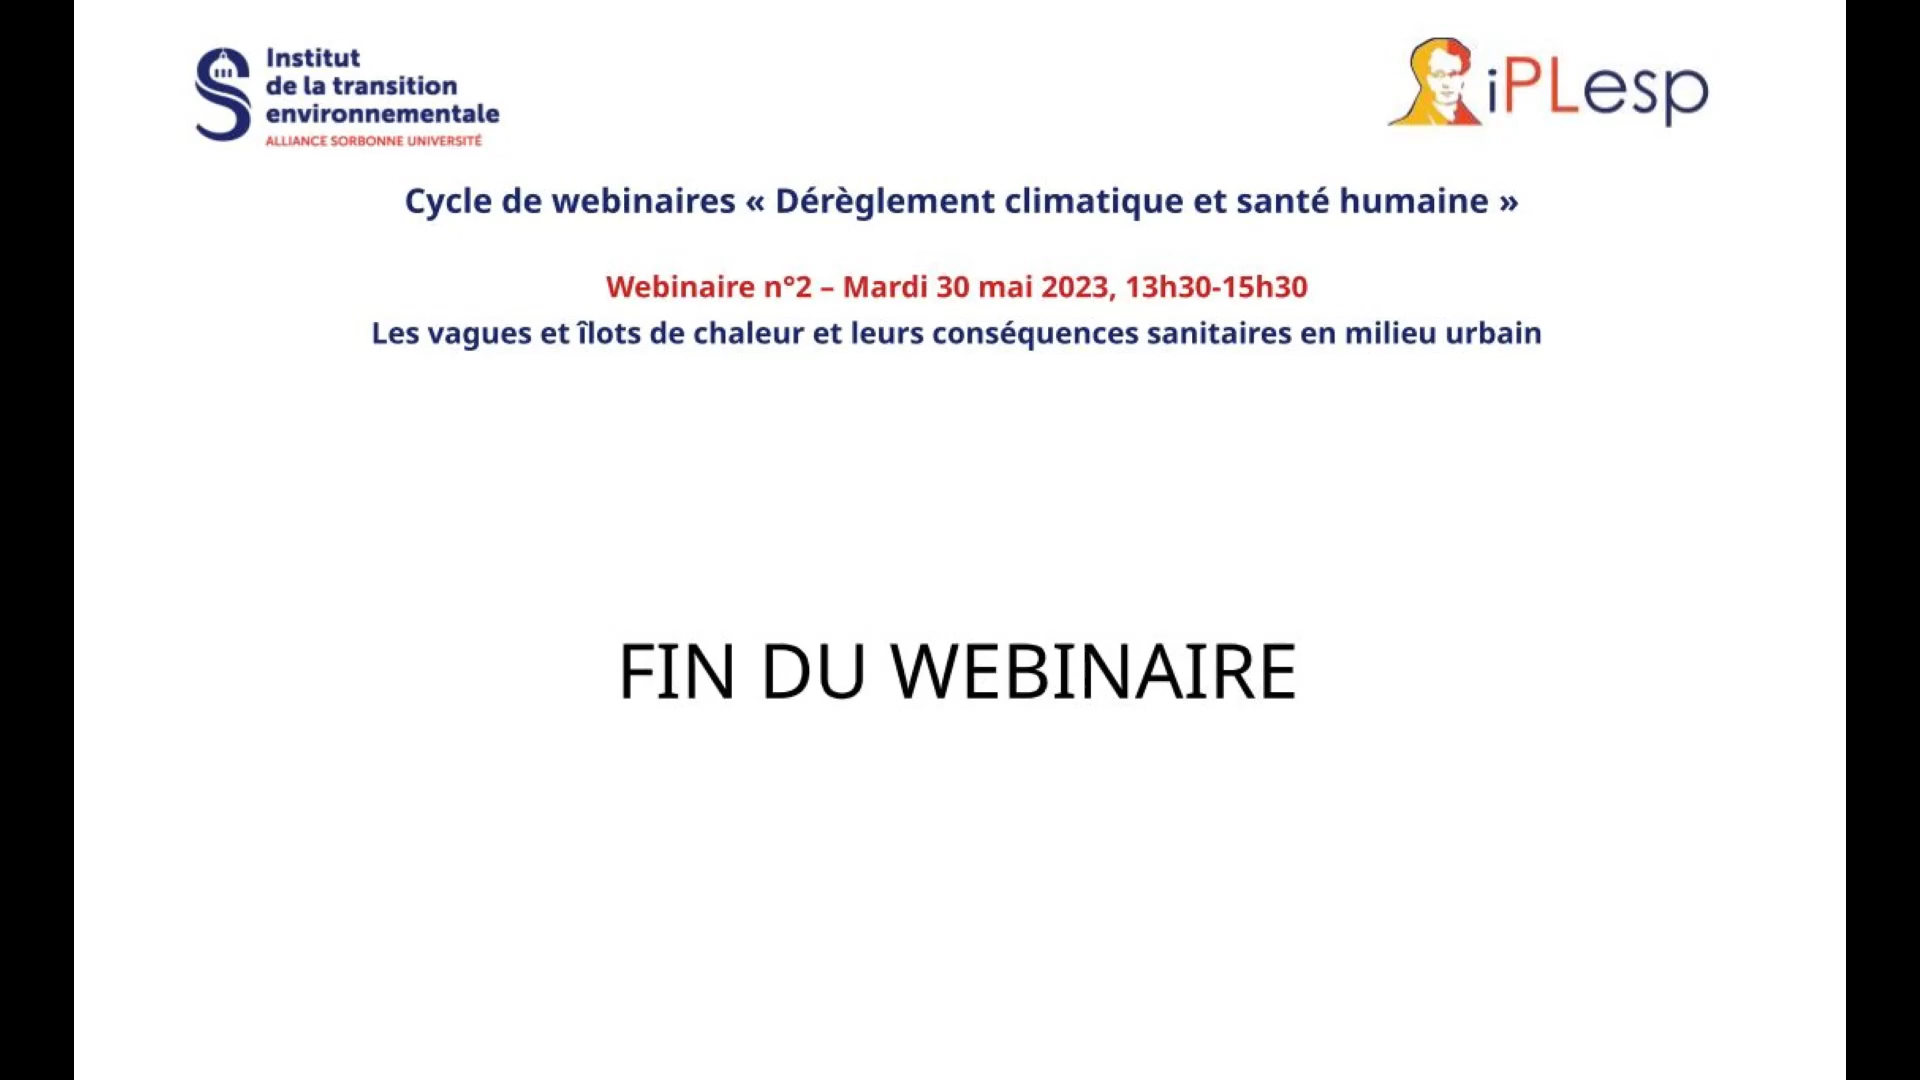 Institut
de la transition
environnementale
ALLIANCE SORBONNE UNIVERSITÉ
iPLesp
Cycle de webinaires « Dérèglement climatique et santé humaine »
Webinaire n°2 – Mardi 30 mai 2023, 13h30-15h30
Les vagues et îlots de chaleur et leurs conséquences sanitaires en milieu urbain
FIN DU WEBINAIRE